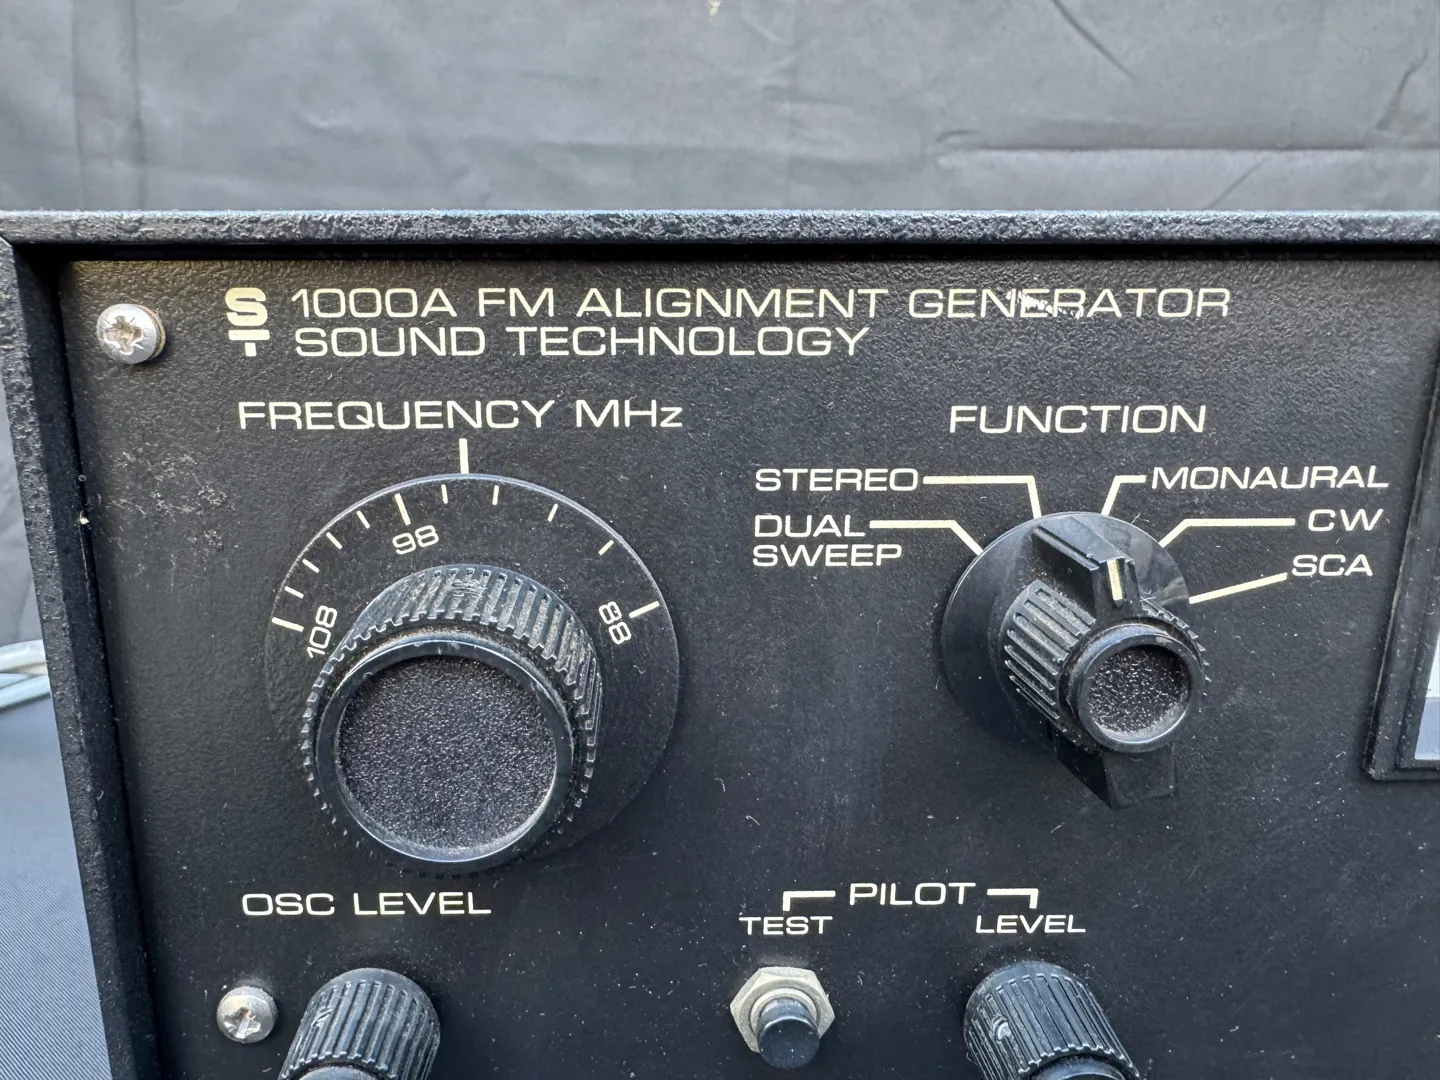 ST 1000A FM ALIGNMENT GENERATOR
SOUND TECHNOLOGY
FREQUENCY MHz
108
98
88
FUNCTION
STEREO
MONAURAL
DUAL
SWEEP
CW
SCA
OSC LEVEL
PILOT
TEST
LEVEL